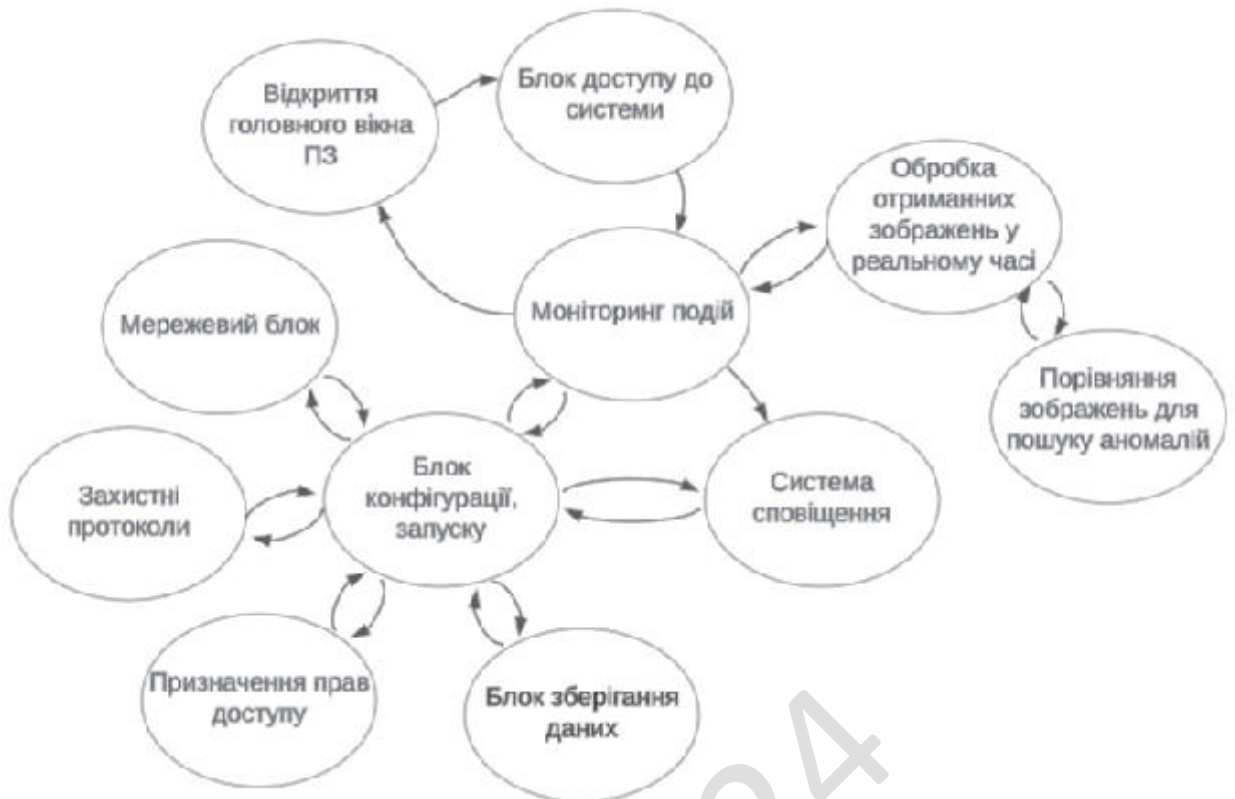 Відкриття
головного вікна
ПЗ
Блок доступу до
системи
Обробка
отриманних
зображень у
реальному часі
Моніторинг подій
Мережевий блок
Порівняння
зображень для
пошуку аномалій
Захистні
протоколи
Блок
конфігурації,
запуску
Система
сповіщення
Призначення прав
доступу
Блок зберігання
даних
24